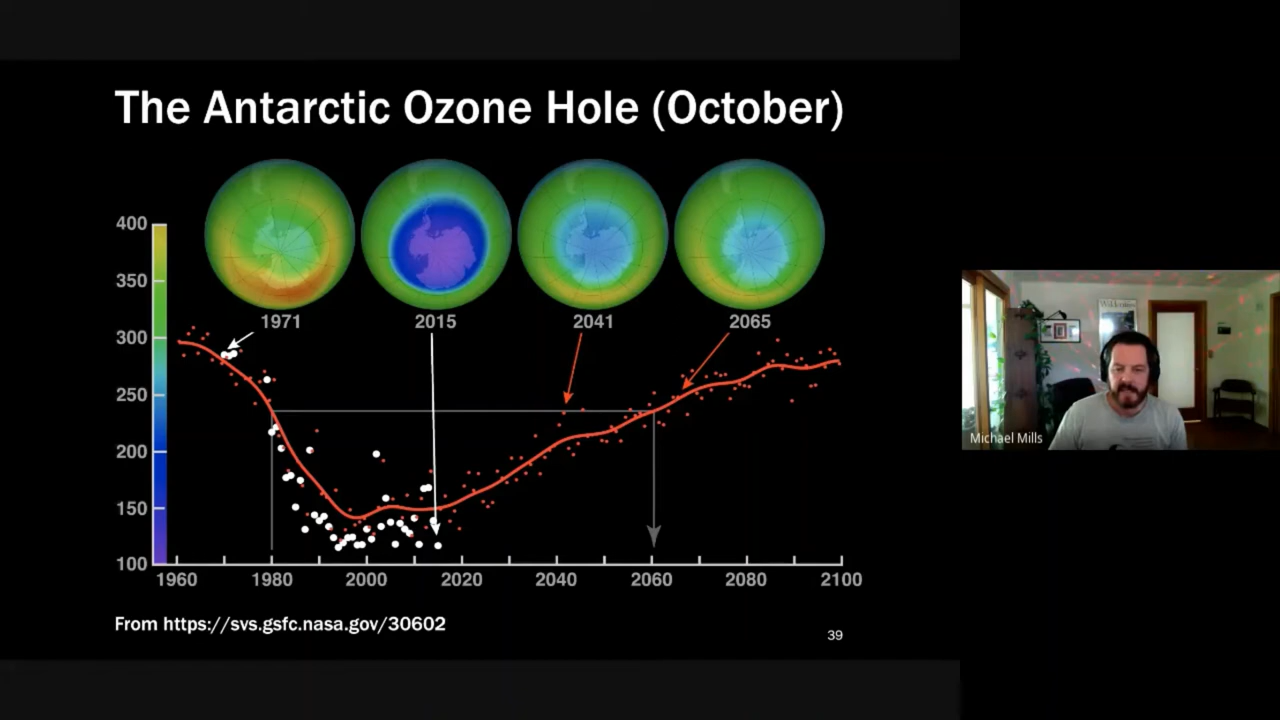 The Antarctic Ozone Hole (October)
1971 2015 2041 2065
400
350
300
250
200
150
100
1960 1980 2000 2020 2040 2060 2080 2100
From https://svs.gsfc.nasa.gov/30602
39
Michael Mills